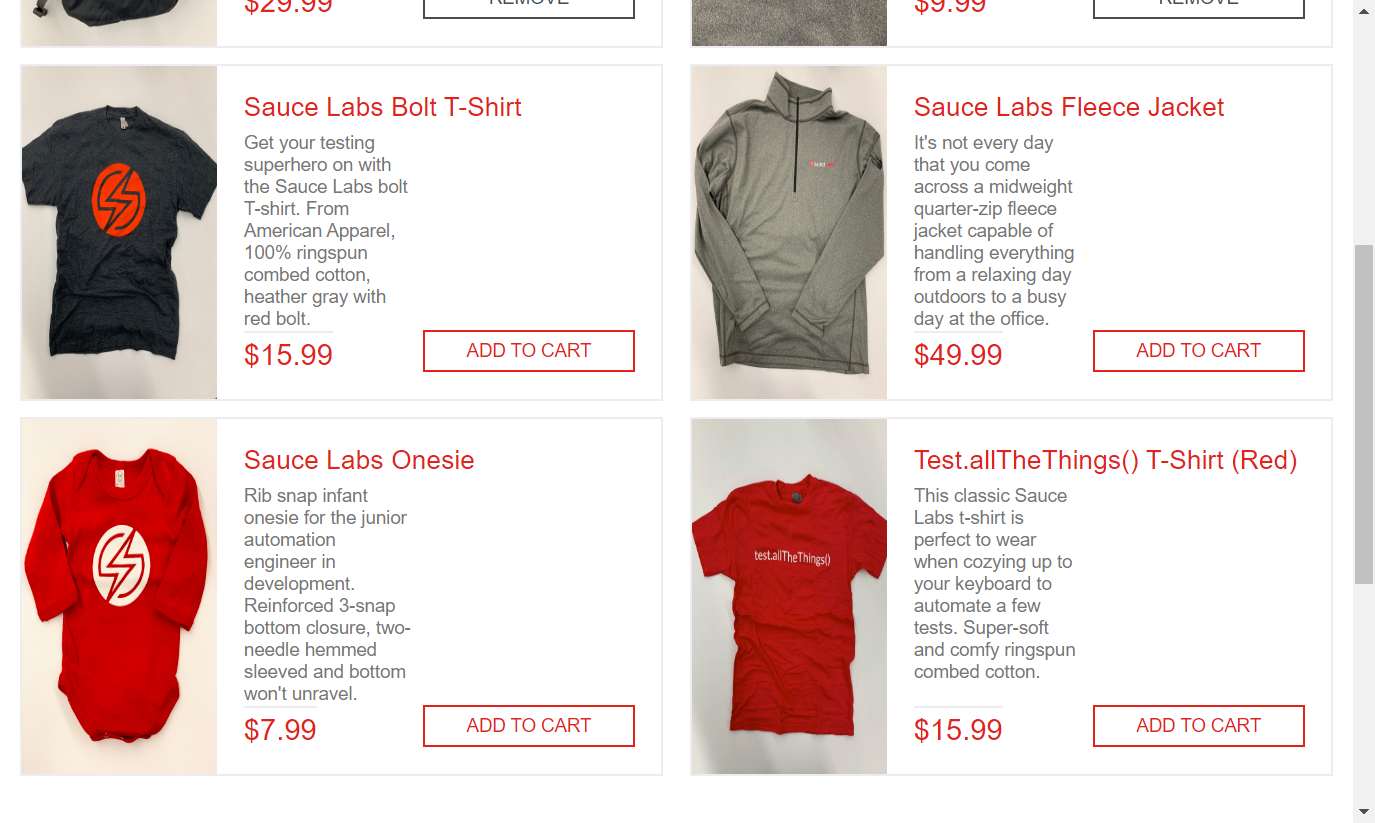 $29.99
REMOVE
$9.99
REMOVE
Sauce Labs Bolt T-Shirt
Get your testing
superhero on with
the Sauce Labs bolt
T-shirt. From
American Apparel,
100% ringspun
combed cotton,
heather gray with
red bolt.
$15.99
ADD TO CART
Sauce Labs Fleece Jacket
It's not every day
that you come
across a midweight
quarter-zip fleece
jacket capable of
handling everything
from a relaxing day
outdoors to a busy
day at the office.
$49.99
ADD TO CART
Sauce Labs Onesie
Rib snap infant
onesie for the junior
automation
engineer in
development.
Reinforced 3-snap
bottom closure, two-
needle hemmed
sleeved and bottom
won't unravel.
$7.99
ADD TO CART
test.allTheThings()
Test.allTheThings() T-Shirt (Red)
This classic Sauce
Labs t-shirt is
perfect to wear
when cozying up to
your keyboard to
automate a few
tests. Super-soft
and comfy ringspun
combed cotton.
$15.99
ADD TO CART